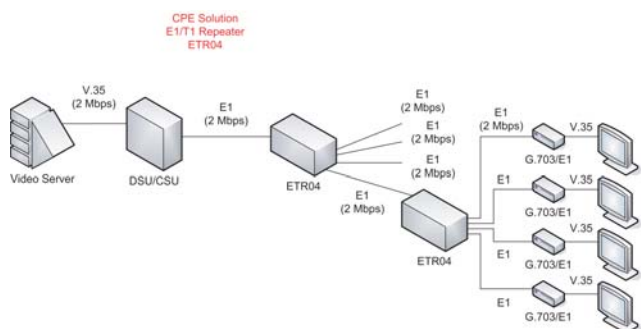 CPE Solution
E1/T1 Repeater
ETR04
V.35
(2 Mbps)
Video Server
DSU/CSU
E1
(2 Mbps)
ETR04
E1
(2 Mbps)
E1
(2 Mbps)
E1
(2 Mbps)
E1
(2 Mbps)
ETR04
E1
(2 Mbps)
V.35
G.703/E1
E1
V.35
G.703/E1
E1
V.35
G.703/E1
E1
V.35
G.703/E1